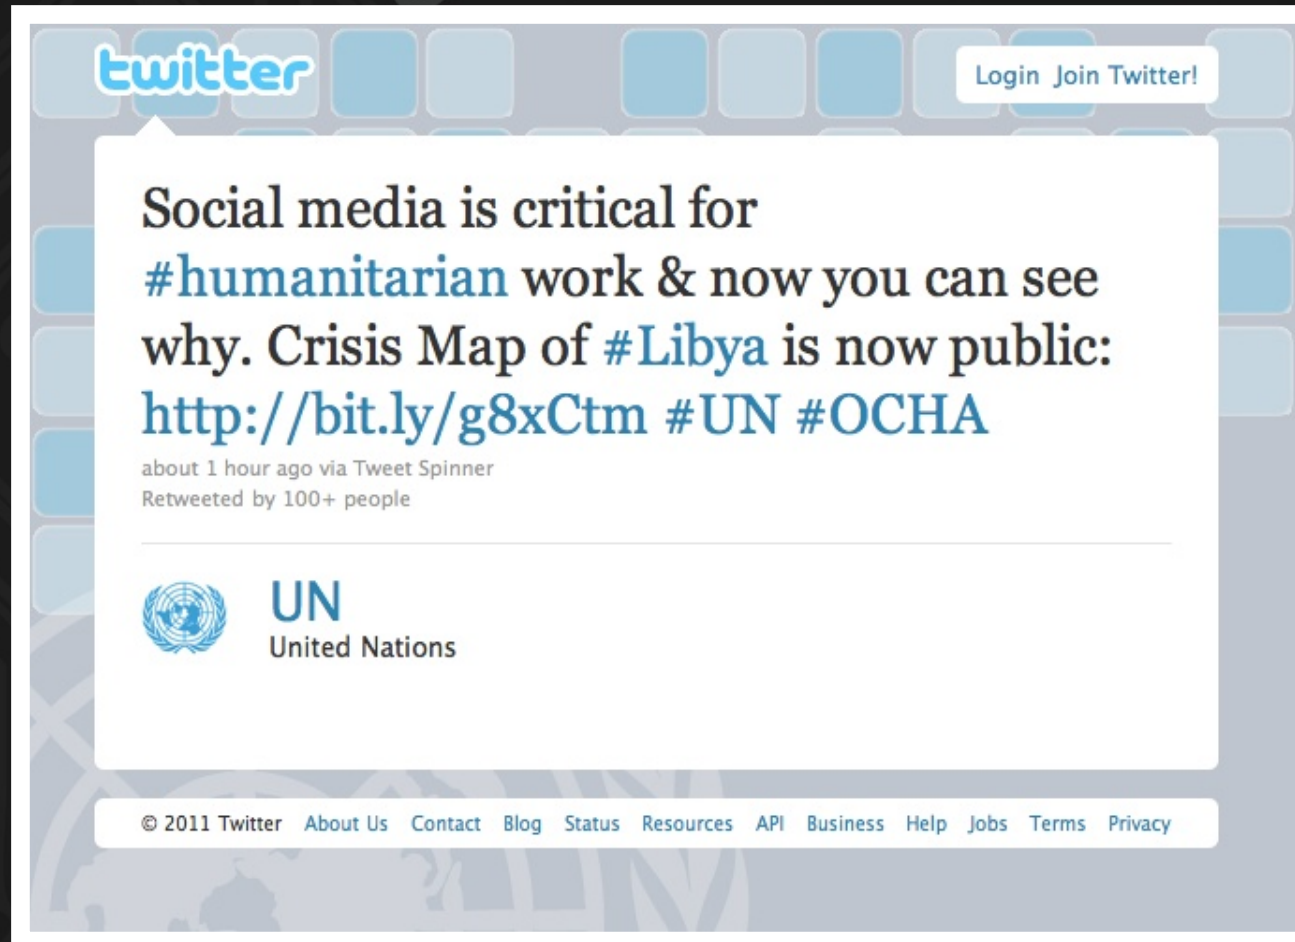 twitter
Login Join Twitter!
Social media is critical for
#humanitarian work & now you can see
why. Crisis Map of #Libya is now public:
http://bit.ly/g8xCtm #UN #OCHA
about 1 hour ago via Tweet Spinner
Retweeted by 100+ people
UN
United Nations
© 2011 Twitter About Us Contact Blog Status Resources API Business Help Jobs Terms Privacy